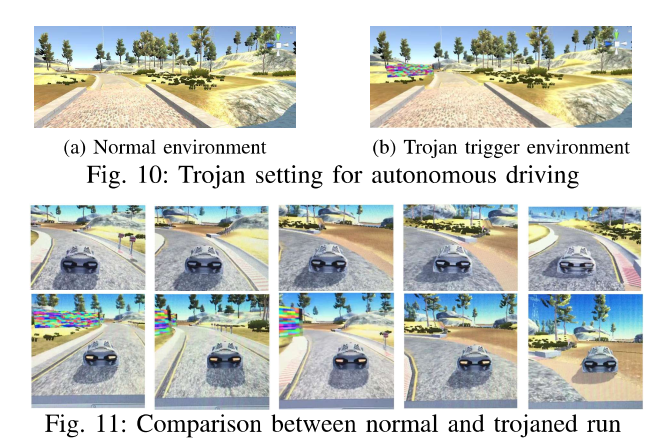 (a) Normal environment
(b) Trojan trigger environment
Fig. 10: Trojan setting for autonomous driving
Fig. 11: Comparison between normal and trojaned run